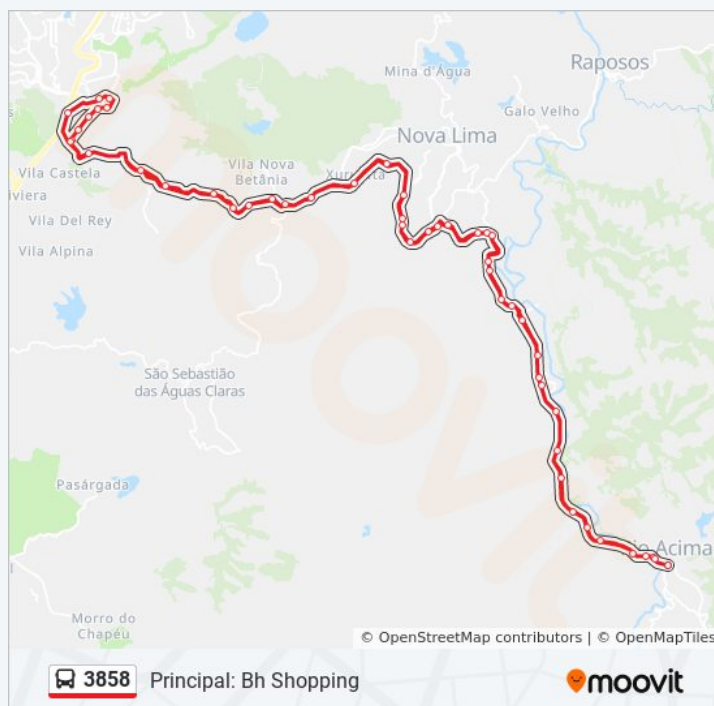 Raposos
Mina d'Água
Galo Velho
Nova Lima
Vila Nova
Betânia
Vila Castela
Vila Del Rey
Vila Alpina
São Sebastião
das Águas Claras
Pasárgada
Acima
Morro do
Chapéu
© OpenStreetMap contributors | © OpenMapTiles
3858 Principal: Bh Shopping
moovit